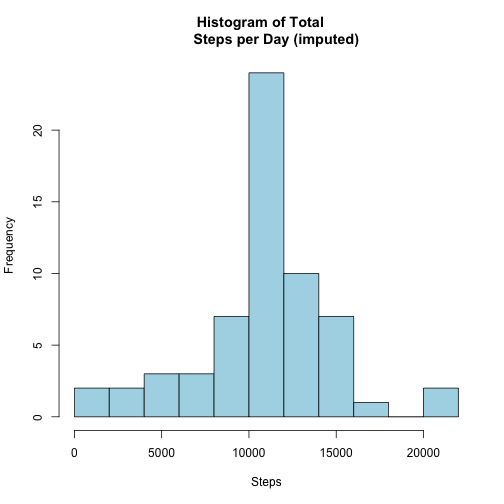 Histogram of Total
Steps per Day (imputed)
Frequency
20
15
10
5
0
0 5000 10000 15000 20000
Steps